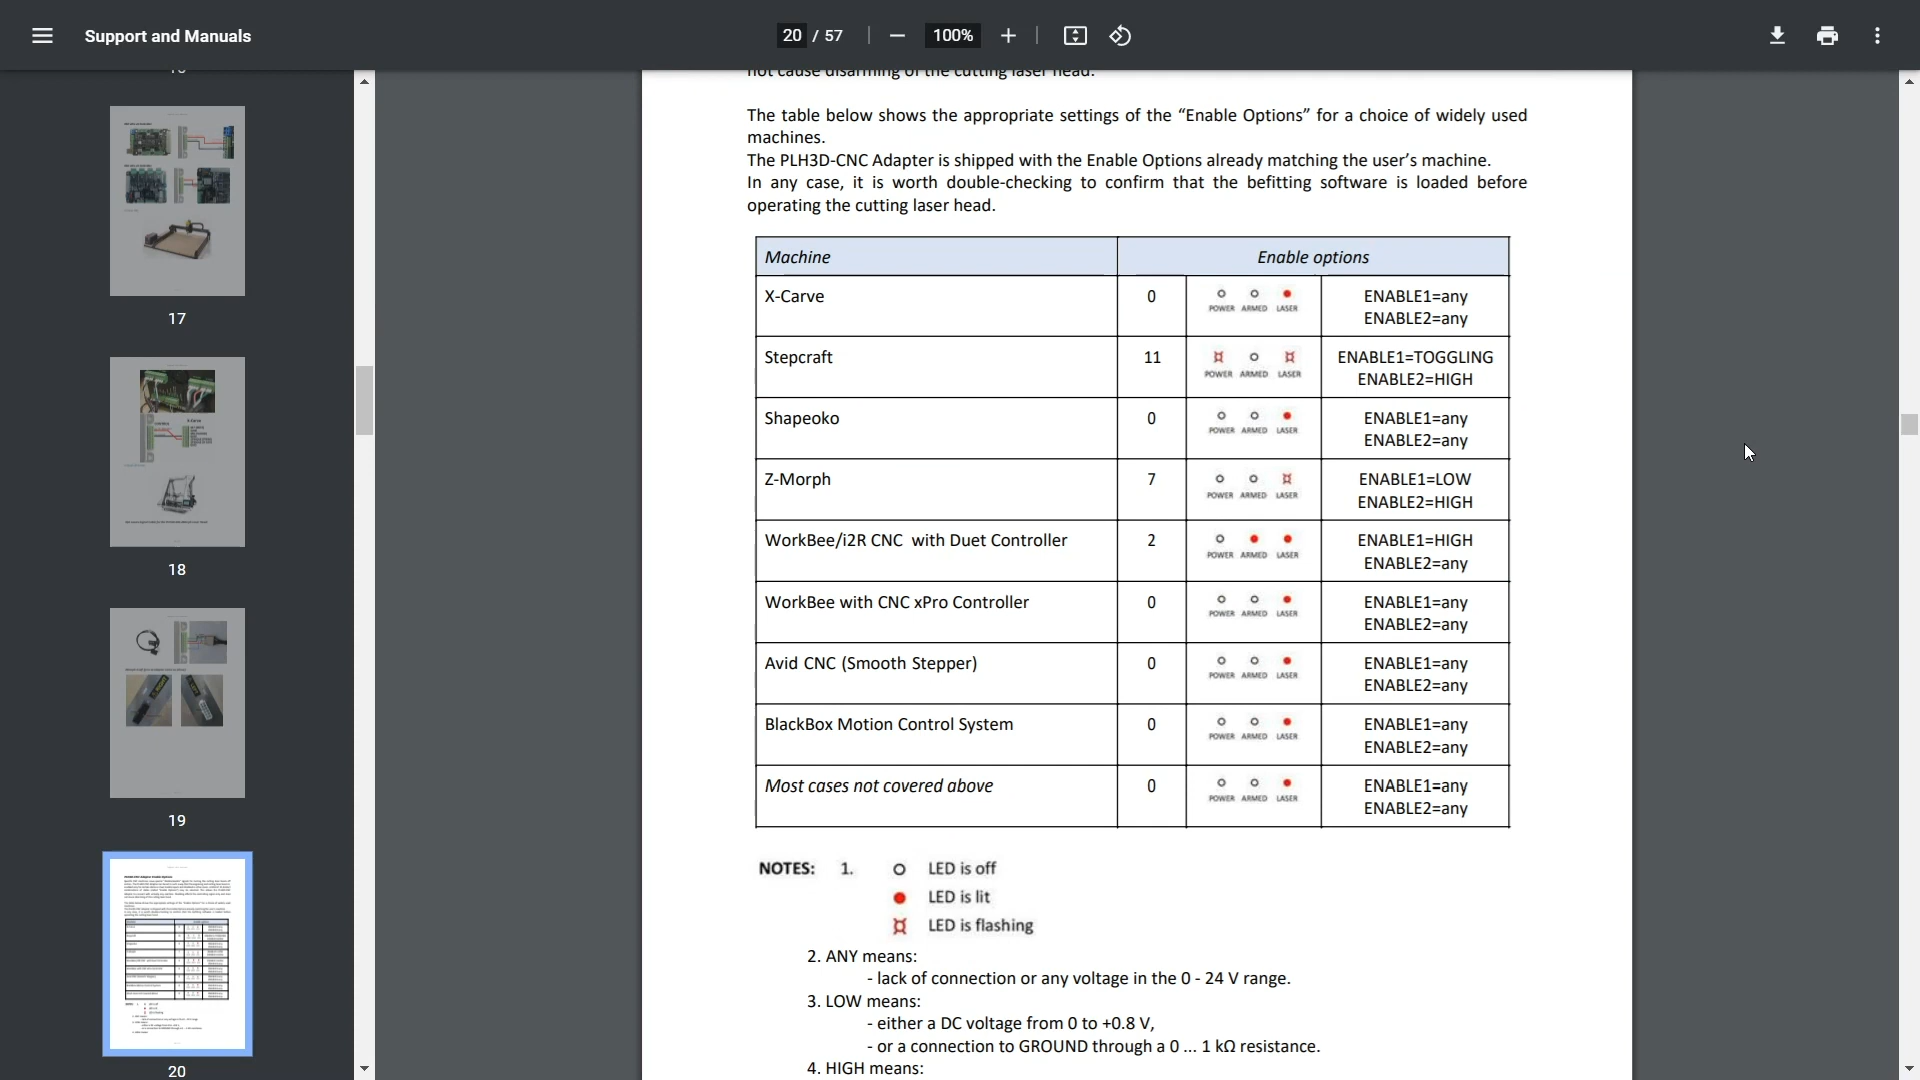 Support and Manuals
20 / 57
100%
17
18
19
20
not cause disarming of the cutting laser head.
The table below shows the appropriate settings of the “Enable Options” for a choice of widely used
machines.
The PLH3D-CNC Adapter is shipped with the Enable Options already matching the user’s machine.
In any case, it is worth double-checking to confirm that the befitting software is loaded before
operating the cutting laser head.
Machine Enable options
X-Carve 0 POWER ARMED LASER ENABLE1=any
ENABLE2=any
Stepcraft 11 POWER ARMED LASER ENABLE1=TOGGLING
ENABLE2=HIGH
Shapeoko 0 POWER ARMED LASER ENABLE1=any
ENABLE2=any
Z-Morph 7 POWER ARMED LASER ENABLE1=LOW
ENABLE2=HIGH
WorkBee/i2R CNC with Duet Controller 2 POWER ARMED LASER ENABLE1=HIGH
ENABLE2=any
WorkBee with CNC xPro Controller 0 POWER ARMED LASER ENABLE1=any
ENABLE2=any
Avid CNC (Smooth Stepper) 0 POWER ARMED LASER ENABLE1=any
ENABLE2=any
BlackBox Motion Control System 0 POWER ARMED LASER ENABLE1=any
ENABLE2=any
Most cases not covered above 0 POWER ARMED LASER ENABLE1=any
ENABLE2=any
NOTES: 1. LED is off
LED is lit
LED is flashing
2. ANY means:
- lack of connection or any voltage in the 0 - 24 V range.
3. LOW means:
- either a DC voltage from 0 to +0.8 V,
- or a connection to GROUND through a 0 ... 1 kΩ resistance.
4. HIGH means: